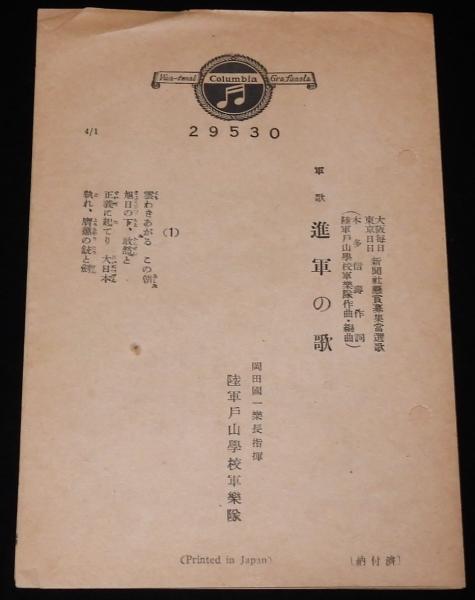 Viva-tonal Columbia Grafonola
29530
4/1
大阪毎日
東京日日
新聞社懸賞募集當選歌
軍歌 進軍の歌
(本多信壽作詞
陸軍戸山學校軍樂隊作曲・編曲)
岡田國一樂長指揮
陸軍戸山學校軍樂隊
(1)
雲わきあがる この朝
旭日の下、敢然と
正義に起てり 大日本
執れ、膺懲の銃と劍
(Printed in Japan)
〔濟付納〕